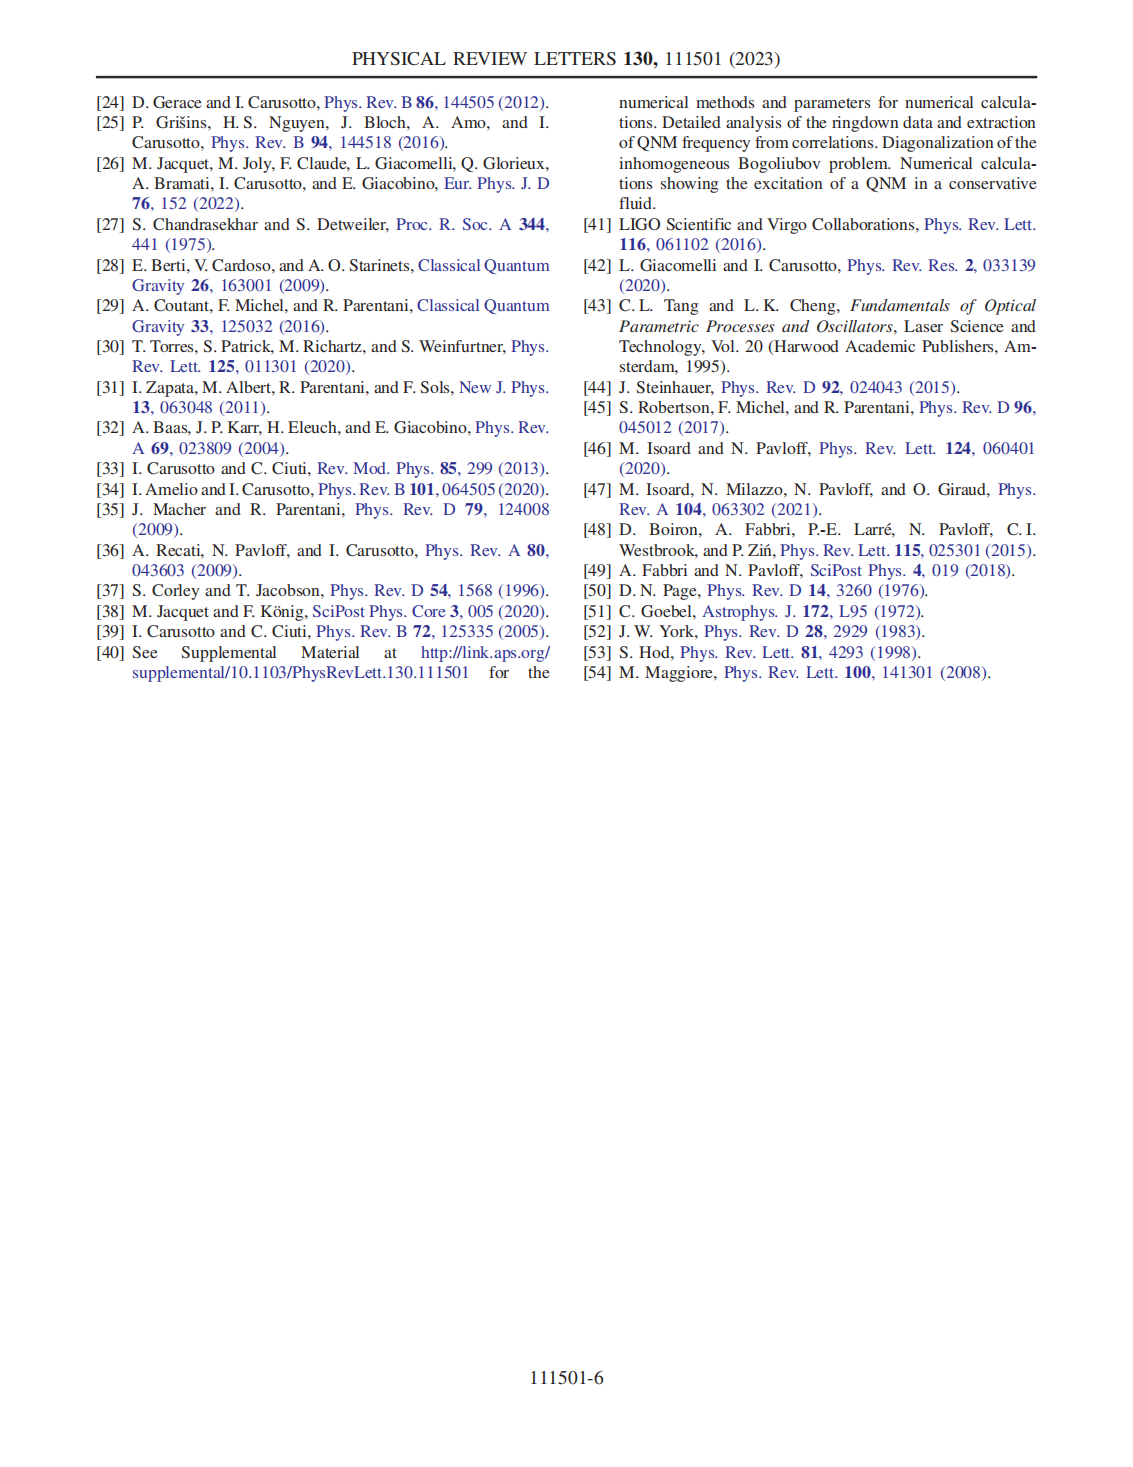 PHYSICAL REVIEW LETTERS 130, 111501 (2023)
[24] D. Gerace and I. Carusotto, Phys. Rev. B 86, 144505 (2012).
[25] P. Grišins, H. S. Nguyen, J. Bloch, A. Amo, and I.
Carusotto, Phys. Rev. B 94, 144518 (2016).
[26] M. Jacquet, M. Joly, F. Claude, L. Giacomelli, Q. Glorieux,
A. Bramati, I. Carusotto, and E. Giacobino, Eur. Phys. J. D
76, 152 (2022).
[27] S. Chandrasekhar and S. Detweiler, Proc. R. Soc. A 344,
441 (1975).
[28] E. Berti, V. Cardoso, and A. O. Starinets, Classical Quantum
Gravity 26, 163001 (2009).
[29] A. Coutant, F. Michel, and R. Parentani, Classical Quantum
Gravity 33, 125032 (2016).
[30] T. Torres, S. Patrick, M. Richartz, and S. Weinfurtner, Phys.
Rev. Lett. 125, 011301 (2020).
[31] I. Zapata, M. Albert, R. Parentani, and F. Sols, New J. Phys.
13, 063048 (2011).
[32] A. Baas, J. P. Karr, H. Eleuch, and E. Giacobino, Phys. Rev.
A 69, 023809 (2004).
[33] I. Carusotto and C. Ciuti, Rev. Mod. Phys. 85, 299 (2013).
[34] I. Amelio and I. Carusotto, Phys. Rev. B 101, 064505 (2020).
[35] J. Macher and R. Parentani, Phys. Rev. D 79, 124008
(2009).
[36] A. Recati, N. Pavloff, and I. Carusotto, Phys. Rev. A 80,
043603 (2009).
[37] S. Corley and T. Jacobson, Phys. Rev. D 54, 1568 (1996).
[38] M. Jacquet and F. König, SciPost Phys. Core 3, 005 (2020).
[39] I. Carusotto and C. Ciuti, Phys. Rev. B 72, 125335 (2005).
[40] See Supplemental Material at http://link.aps.org/
supplemental/10.1103/PhysRevLett.130.111501 for the
numerical methods and parameters for numerical calcula-
tions. Detailed analysis of the ringdown data and extraction
of QNM frequency from correlations. Diagonalization of the
inhomogeneous Bogoliubov problem. Numerical calcula-
tions showing the excitation of a QNM in a conservative
fluid.
[41] LIGO Scientific and Virgo Collaborations, Phys. Rev. Lett.
116, 061102 (2016).
[42] L. Giacomelli and I. Carusotto, Phys. Rev. Res. 2, 033139
(2020).
[43] C. L. Tang and L. K. Cheng, Fundamentals of Optical
Parametric Processes and Oscillators, Laser Science and
Technology, Vol. 20 (Harwood Academic Publishers, Am-
sterdam, 1995).
[44] J. Steinhauer, Phys. Rev. D 92, 024043 (2015).
[45] S. Robertson, F. Michel, and R. Parentani, Phys. Rev. D 96,
045012 (2017).
[46] M. Isoard and N. Pavloff, Phys. Rev. Lett. 124, 060401
(2020).
[47] M. Isoard, N. Milazzo, N. Pavloff, and O. Giraud, Phys.
Rev. A 104, 063302 (2021).
[48] D. Boiron, A. Fabbri, P.-E. Larré, N. Pavloff, C. I.
Westbrook, and P. Ziń, Phys. Rev. Lett. 115, 025301 (2015).
[49] A. Fabbri and N. Pavloff, SciPost Phys. 4, 019 (2018).
[50] D. N. Page, Phys. Rev. D 14, 3260 (1976).
[51] C. Goebel, Astrophys. J. 172, L95 (1972).
[52] J. W. York, Phys. Rev. D 28, 2929 (1983).
[53] S. Hod, Phys. Rev. Lett. 81, 4293 (1998).
[54] M. Maggiore, Phys. Rev. Lett. 100, 141301 (2008).
111501-6